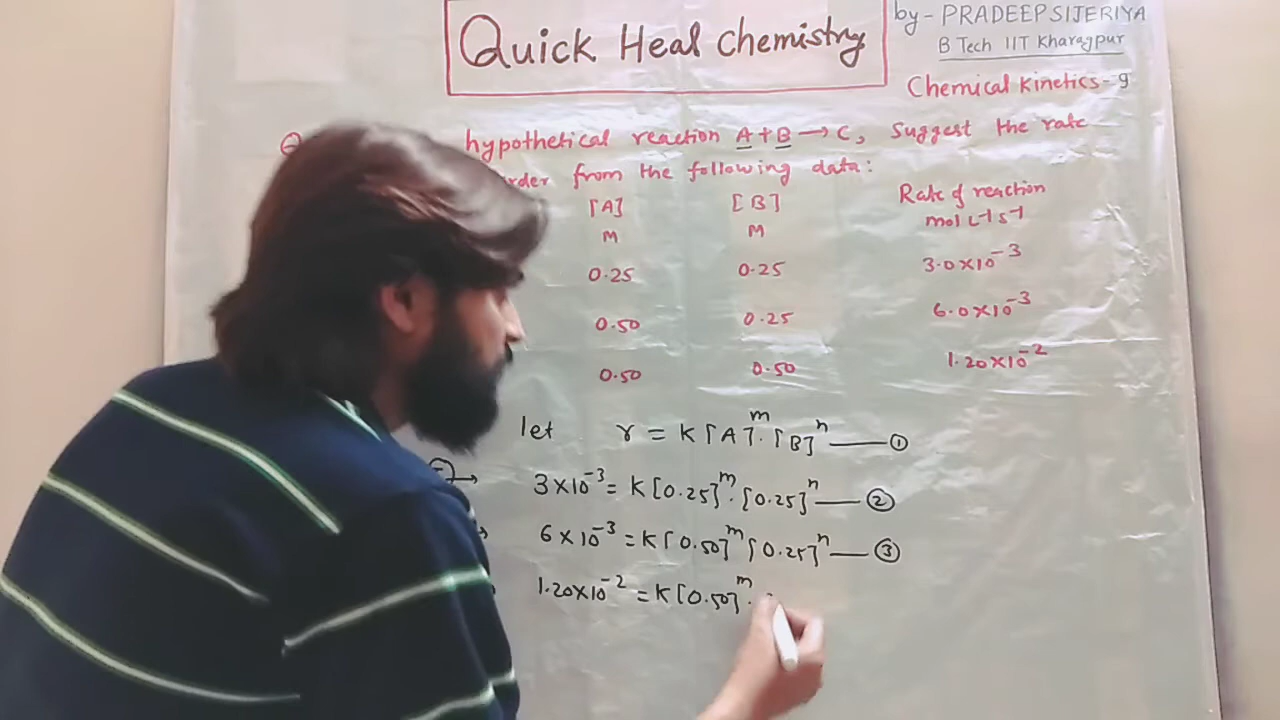 Quick Heal Chemistry
by- PRADEEP SIJERIYA
B Tech IIT Kharagpur
Chemical Kinetics-9
hypothetical reaction A+B→C, Suggest the rate
order from the following data:
[A] [B] Rate of reaction
M M mol L⁻¹s⁻¹
0.25 0.25 3.0×10⁻³
0.50 0.25 6.0×10⁻³
0.50 0.50 1.20×10⁻²
let r = K[A]ᵐ.[B]ⁿ —— ①
3×10⁻³ = K[0.25]ᵐ.[0.25]ⁿ —— ②
6×10⁻³ = K[0.50]ᵐ[0.25]ⁿ —— ③
1.20×10⁻² = K[0.50]ᵐ.